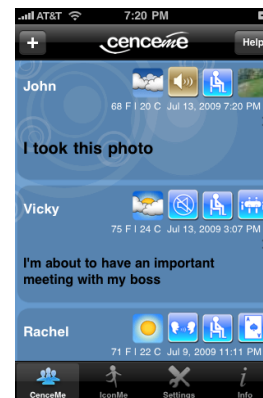 AT&T 7:20 PM
+ cenceme Help
John
68 F I 20 C Jul 13, 2009 7:20 PM
I took this photo
Vicky
75 F I 24 C Jul 13, 2009 3:07 PM
I'm about to have an important
meeting with my boss
Rachel
71 F I 22 C Jul 9, 2009 11:11 PM
CenceMe IconMe Settings Info